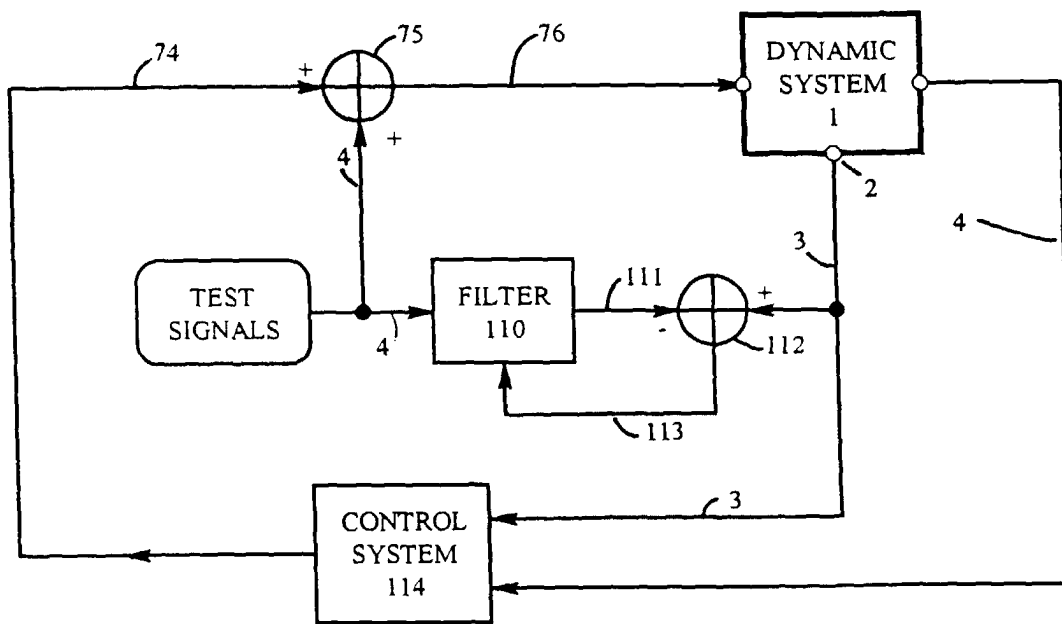 74
75
76
DYNAMIC
SYSTEM
1
+
+
4
2
4
3
TEST
SIGNALS
FILTER
110
111
+
-
112
4
113
3
CONTROL
SYSTEM
114